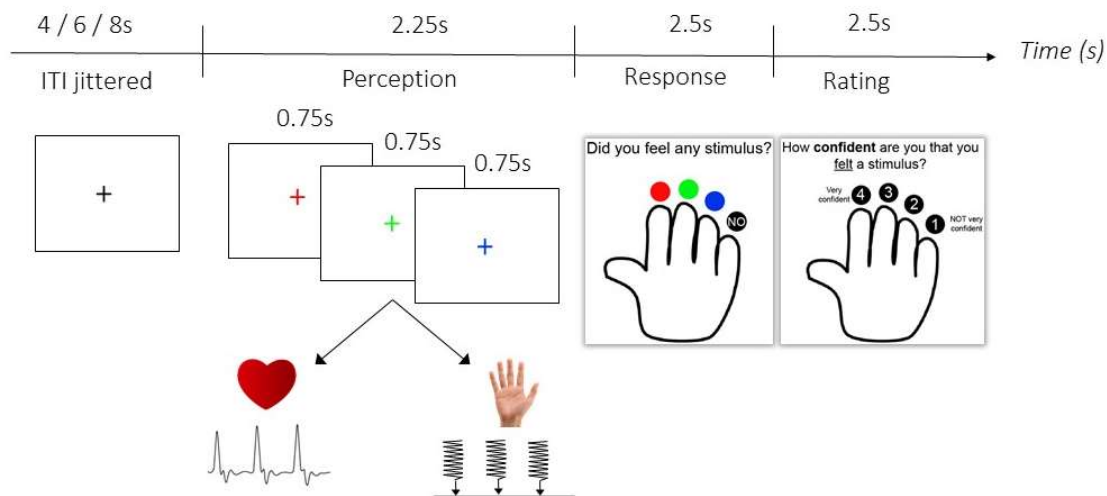 4 / 6 / 8s
2.25s
2.5s
2.5s
Time (s)
ITI jittered
Perception
Response
Rating
0.75s
0.75s
0.75s
Did you feel any stimulus?
NO
How confident are you that you
felt a stimulus?
Very
confident
4
3
2
1
NOT very
confident